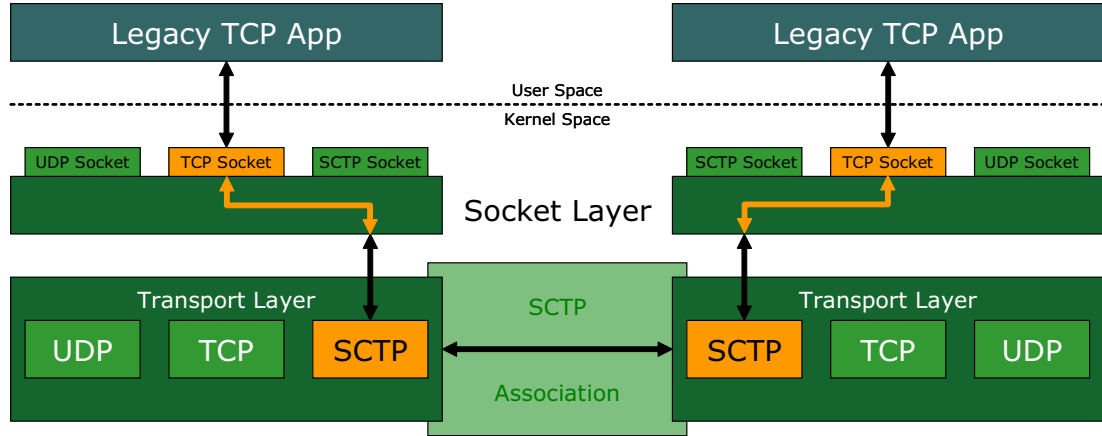 Legacy TCP App
Legacy TCP App
User Space
Kernel Space
UDP Socket
TCP Socket
SCTP Socket
SCTP Socket
TCP Socket
UDP Socket
Socket Layer
Transport Layer
SCTP
Transport Layer
UDP
TCP
SCTP
SCTP
TCP
UDP
Association